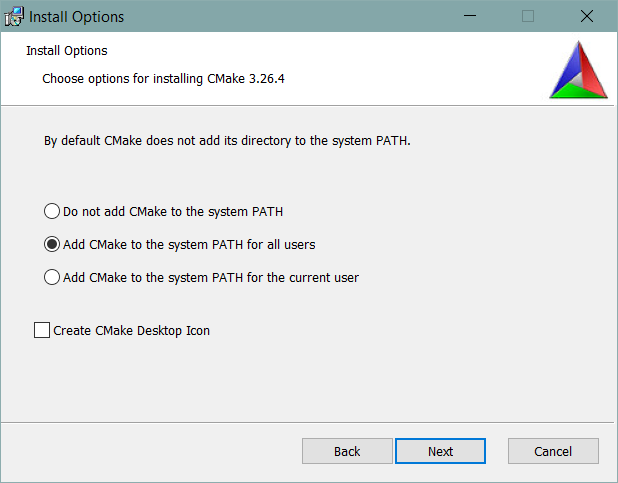 Install Options
Install Options
Choose options for installing CMake 3.26.4
By default CMake does not add its directory to the system PATH.
Do not add CMake to the system PATH
Add CMake to the system PATH for all users
Add CMake to the system PATH for the current user
Create CMake Desktop Icon
Back
Next
Cancel